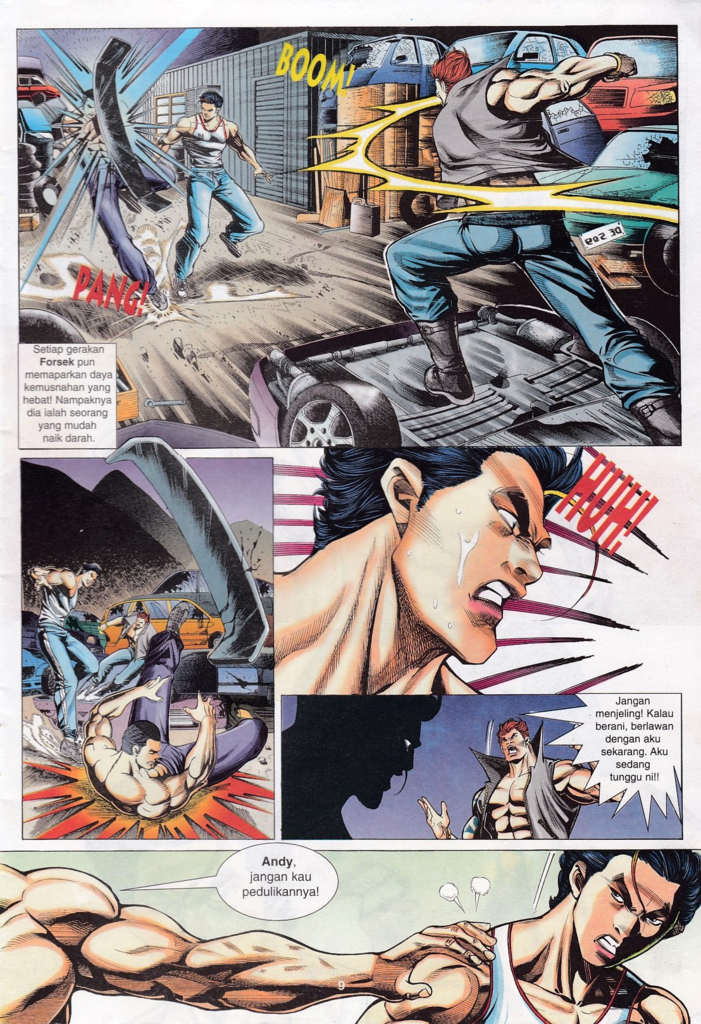 BOOM!
PANG!
Setiap gerakan
Forsek pun
memaparkan daya
kemusnahan yang
hebat! Nampaknya
dia ialah seorang
yang mudah
naik darah.
HUH!
Jangan
menjeling! Kalau
berani, berlawan
dengan aku
sekarang. Aku
sedang
tunggu ni!!
Andy,
jangan kau
pedulikannya!
9